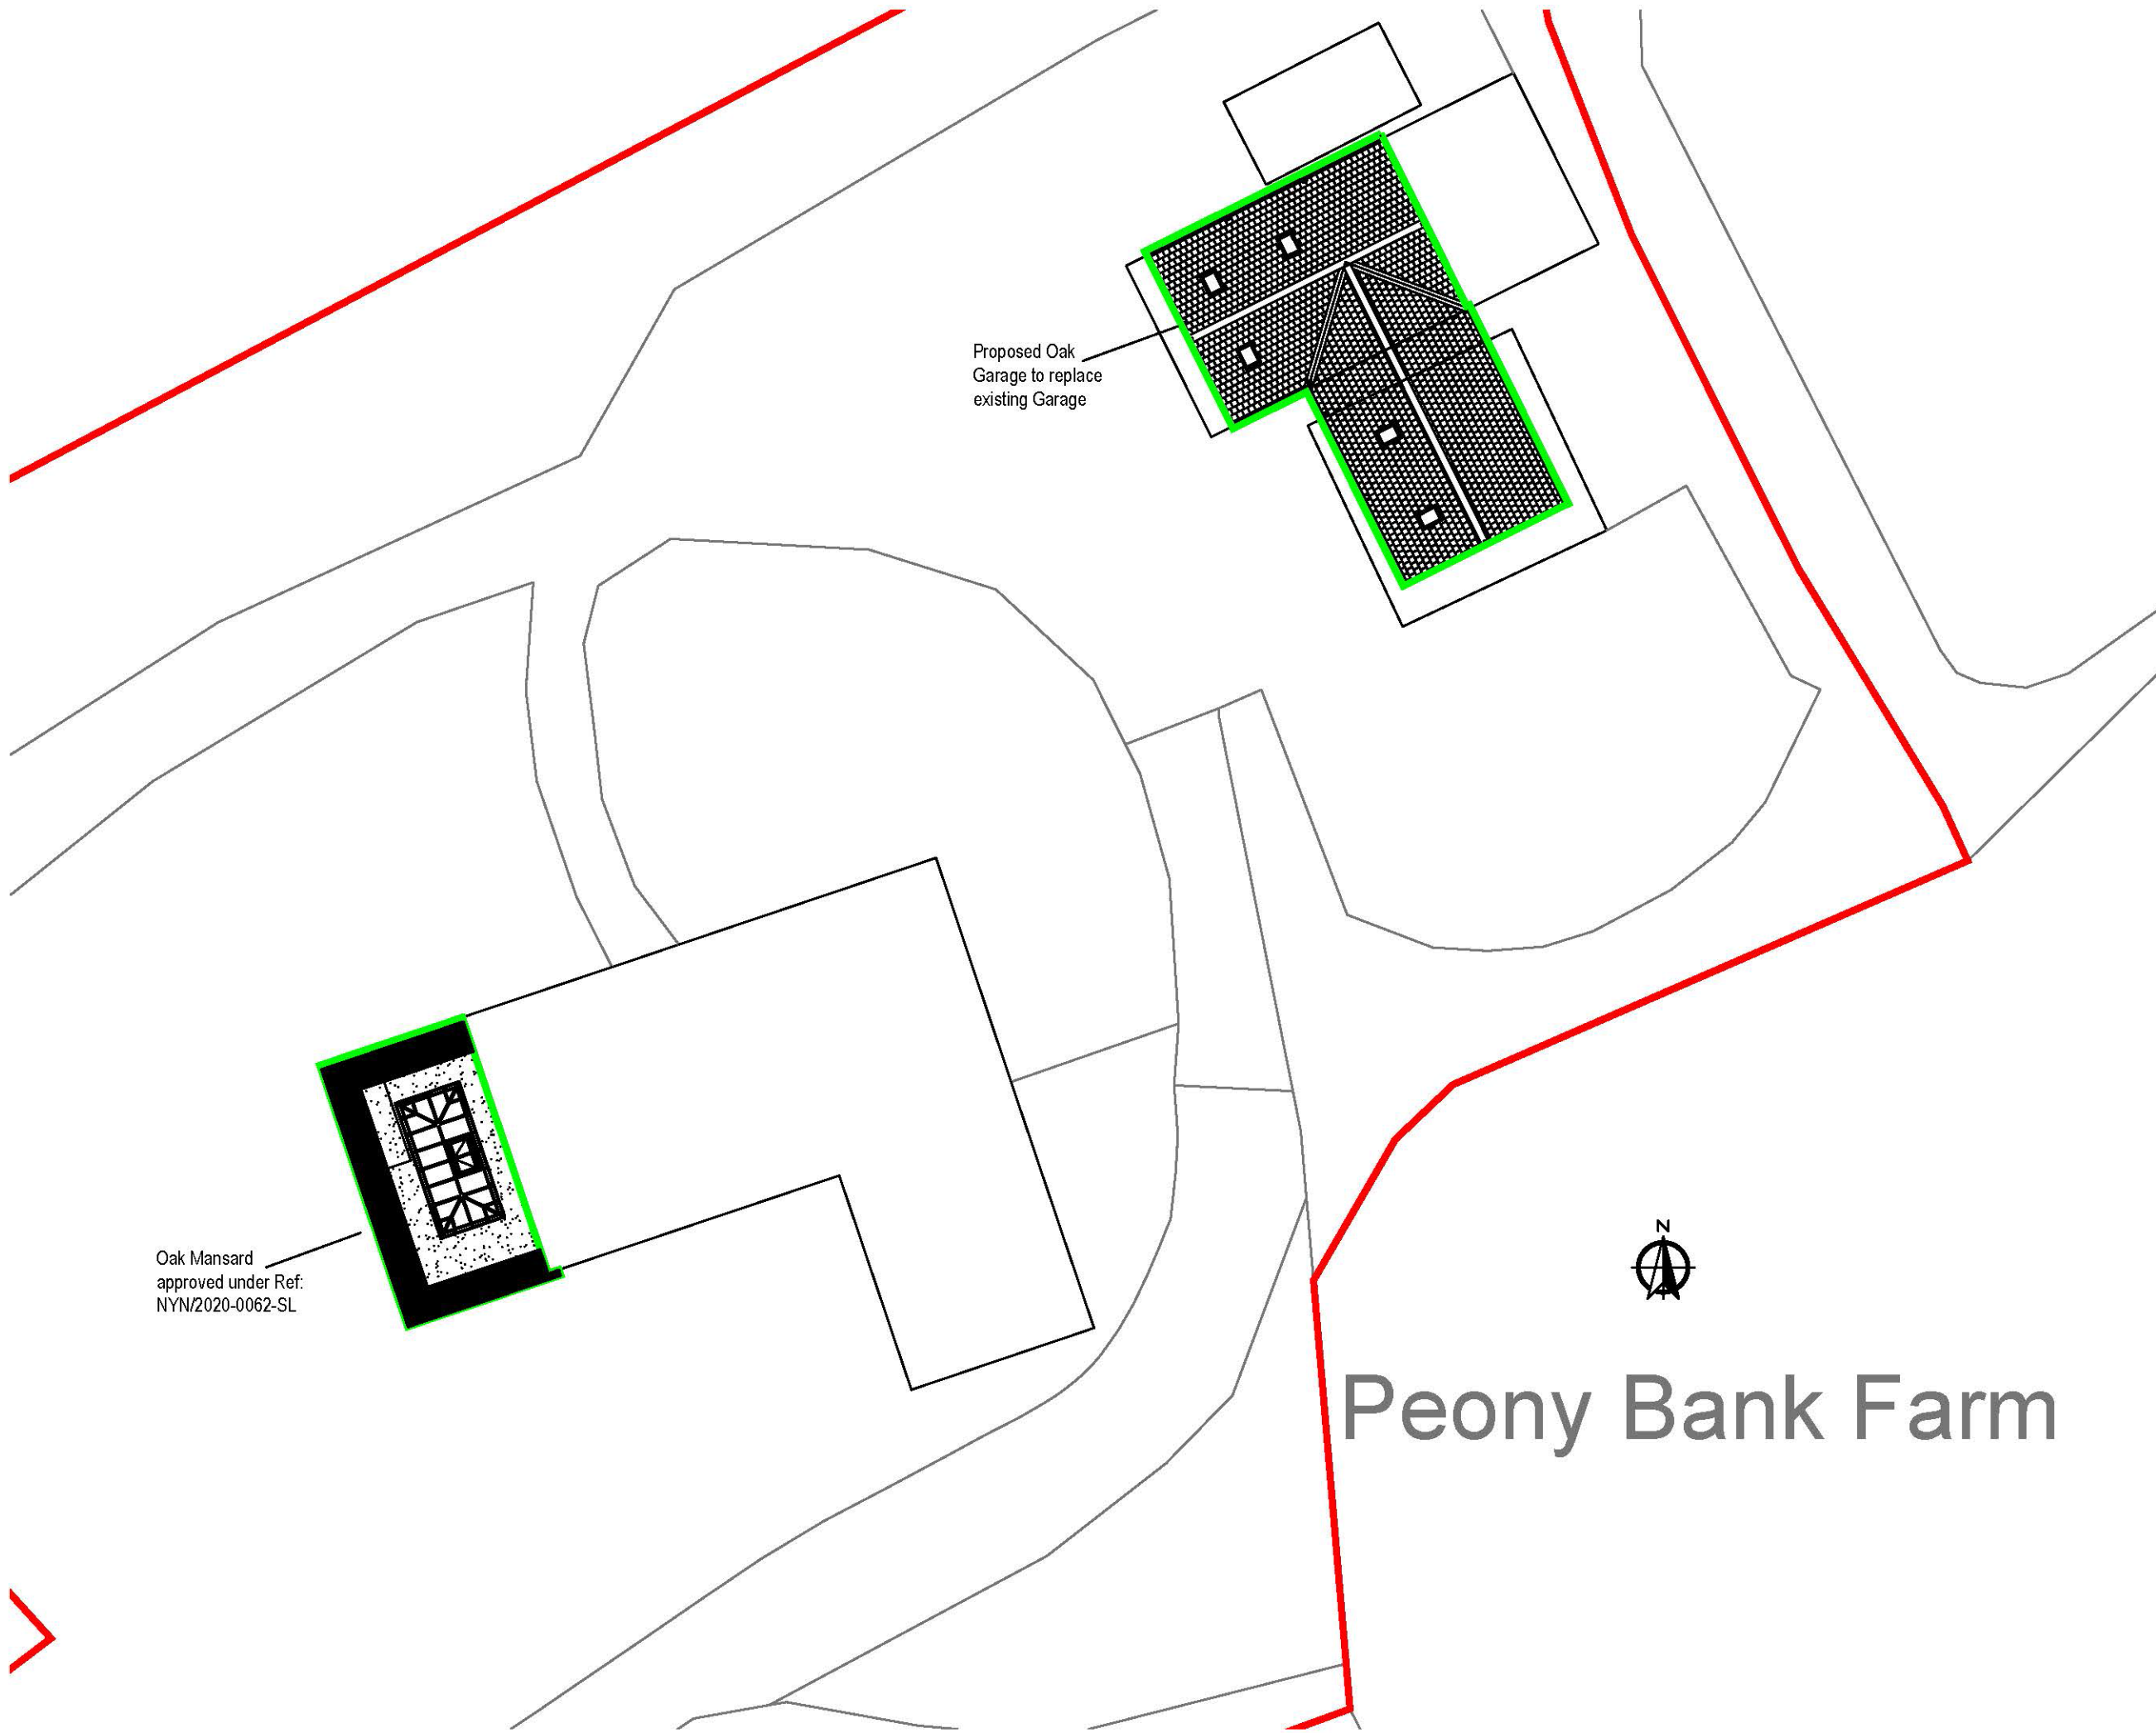 Proposed Oak
Garage to replace
existing Garage
Oak Mansard
approved under Ref:
NYN/2020-0062-SL
N
Peony Bank Farm